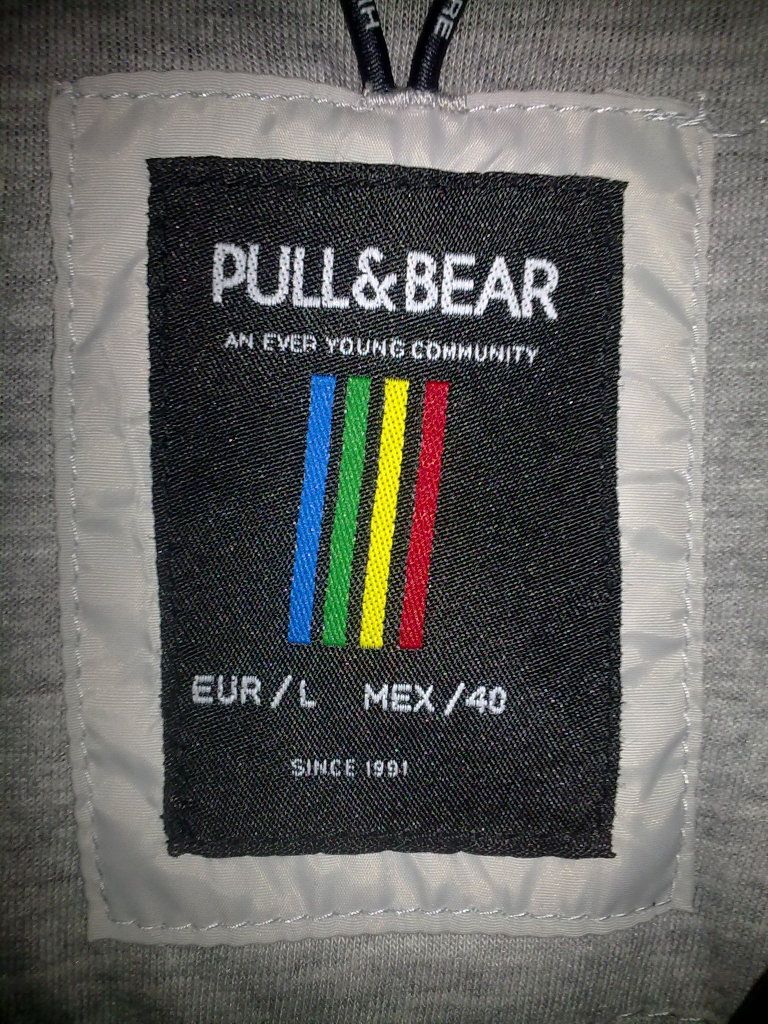 PULL&BEAR
AN EVER YOUNG COMMUNITY
EUR/L MEX/40
SINCE 1991